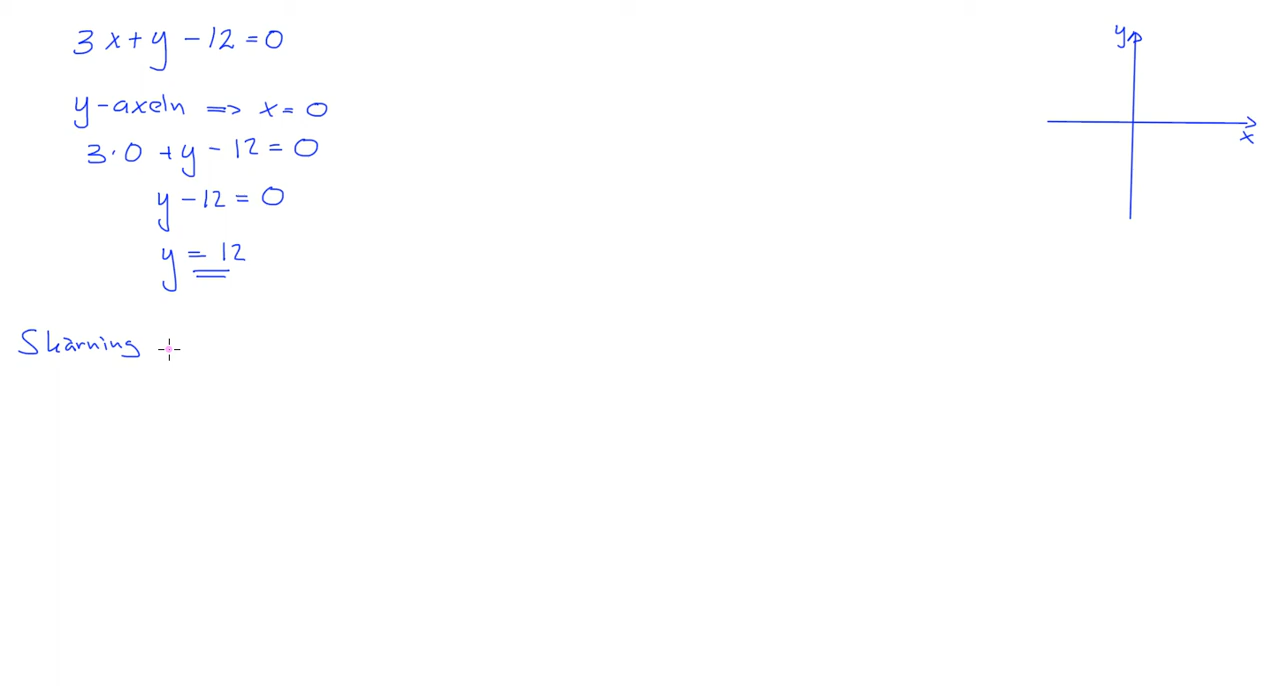 3x + y - 12 = 0
y-axeln => x = 0
3·0 + y - 12 = 0
y - 12 = 0
y = 12
Skärning
y
x